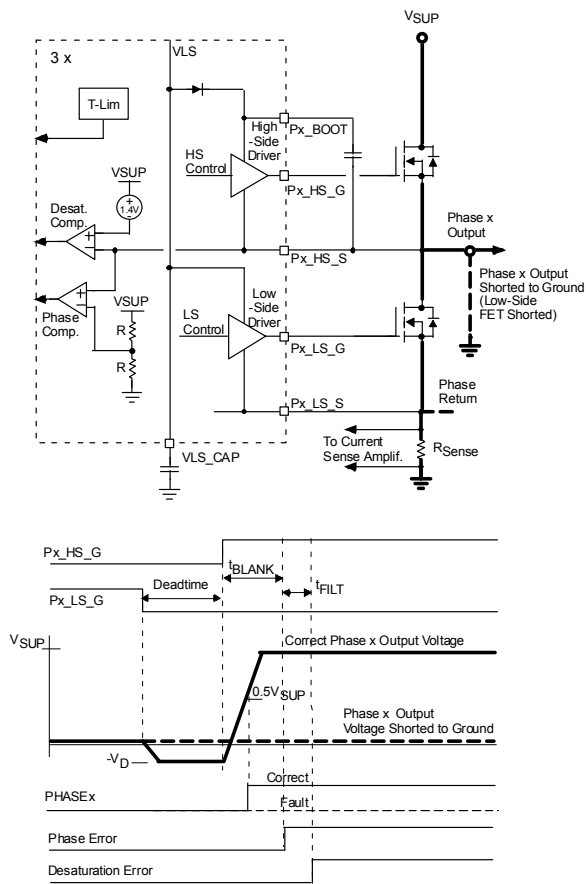 VSUP
3 x
VLS
T-Lim
High
-Side
Driver
Px_BOOT
HS
Control
Px_HS_G
VSUP
Desat.
Comp.
+
1.4V
-
+
-
Px_HS_S
Phase x
Output
Phase x Output
Shorted to Ground
(Low-Side
FET Shorted)
+
-
Phase
Comp.
VSUP
R
R
Low
-Side
Driver
LS
Control
Px_LS_G
Phase
Return
Px_LS_S
To Current
Sense Amplif.
RSense
VLS_CAP
Px_HS_G
tBLANK
Deadtime
tFILT
Px_LS_G
VSUP
Correct Phase x Output Voltage
0.5VSUP
Phase x Output
Voltage Shorted to Ground
-VD
Correct
PHASEx
Fault
Phase Error
Desaturation Error